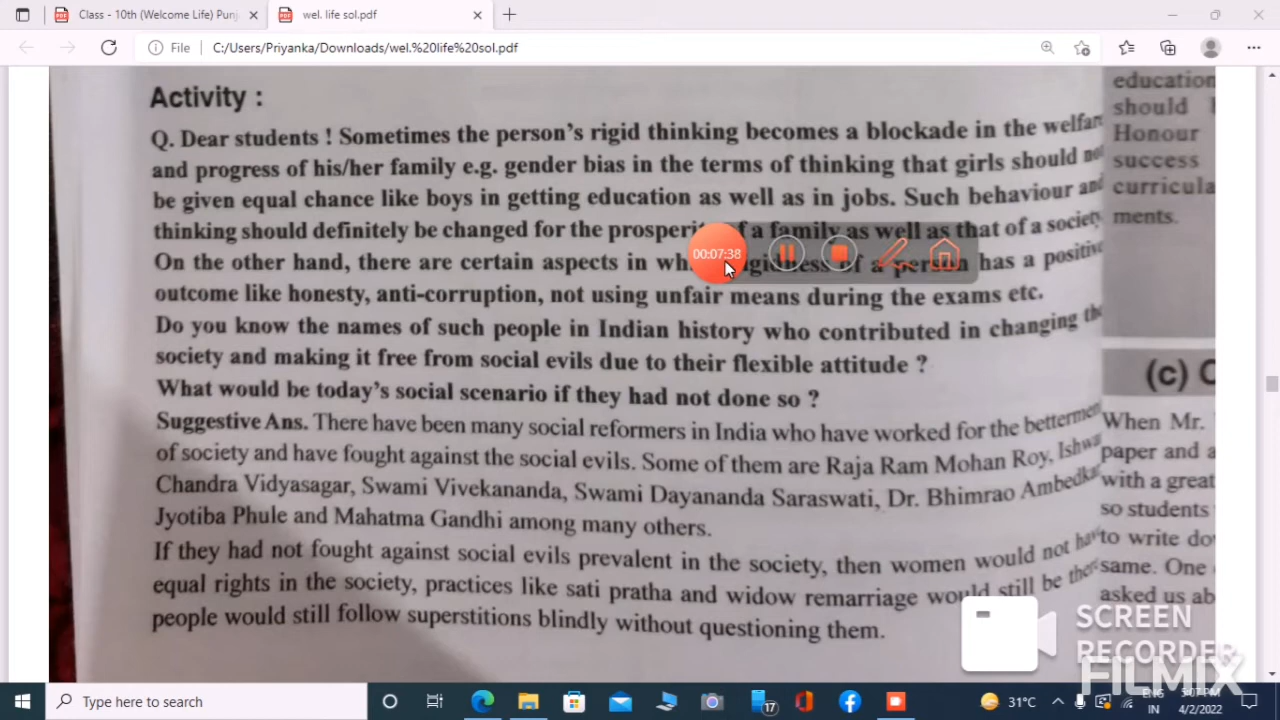 Class - 10th (Welcome Life) Punj
wel. life sol.pdf
File C:/Users/Priyanka/Downloads/wel.%20life%20sol.pdf
Activity :
Q. Dear students ! Sometimes the person's rigid thinking becomes a blockade in the welfare
and progress of his/her family e.g. gender bias in the terms of thinking that girls should not
be given equal chance like boys in getting education as well as in jobs. Such behaviour and
thinking should definitely be changed for the prosperity of a family as well as that of a society.
On the other hand, there are certain aspects in which rigidness of a person has a positive
outcome like honesty, anti-corruption, not using unfair means during the exams etc.
Do you know the names of such people in Indian history who contributed in changing the
society and making it free from social evils due to their flexible attitude ?
What would be today's social scenario if they had not done so ?
Suggestive Ans. There have been many social reformers in India who have worked for the betterment
of society and have fought against the social evils. Some of them are Raja Ram Mohan Roy, Ishwar
Chandra Vidyasagar, Swami Vivekananda, Swami Dayananda Saraswati, Dr. Bhimrao Ambedkar,
Jyotiba Phule and Mahatma Gandhi among many others.
If they had not fought against social evils prevalent in the society, then women would not have
equal rights in the society, practices like sati pratha and widow remarriage would still be there
people would still follow superstitions blindly without questioning them.
education
should
Honour
success
curricula
ments.
(c)
When Mr.
paper and a
with a great
so students
to write do
same. One
asked us ab
00:07:38
SCREEN
RECORDER
FILMIX
Type here to search
17
31°C
ENG
IN
5:07 PM
4/2/2022